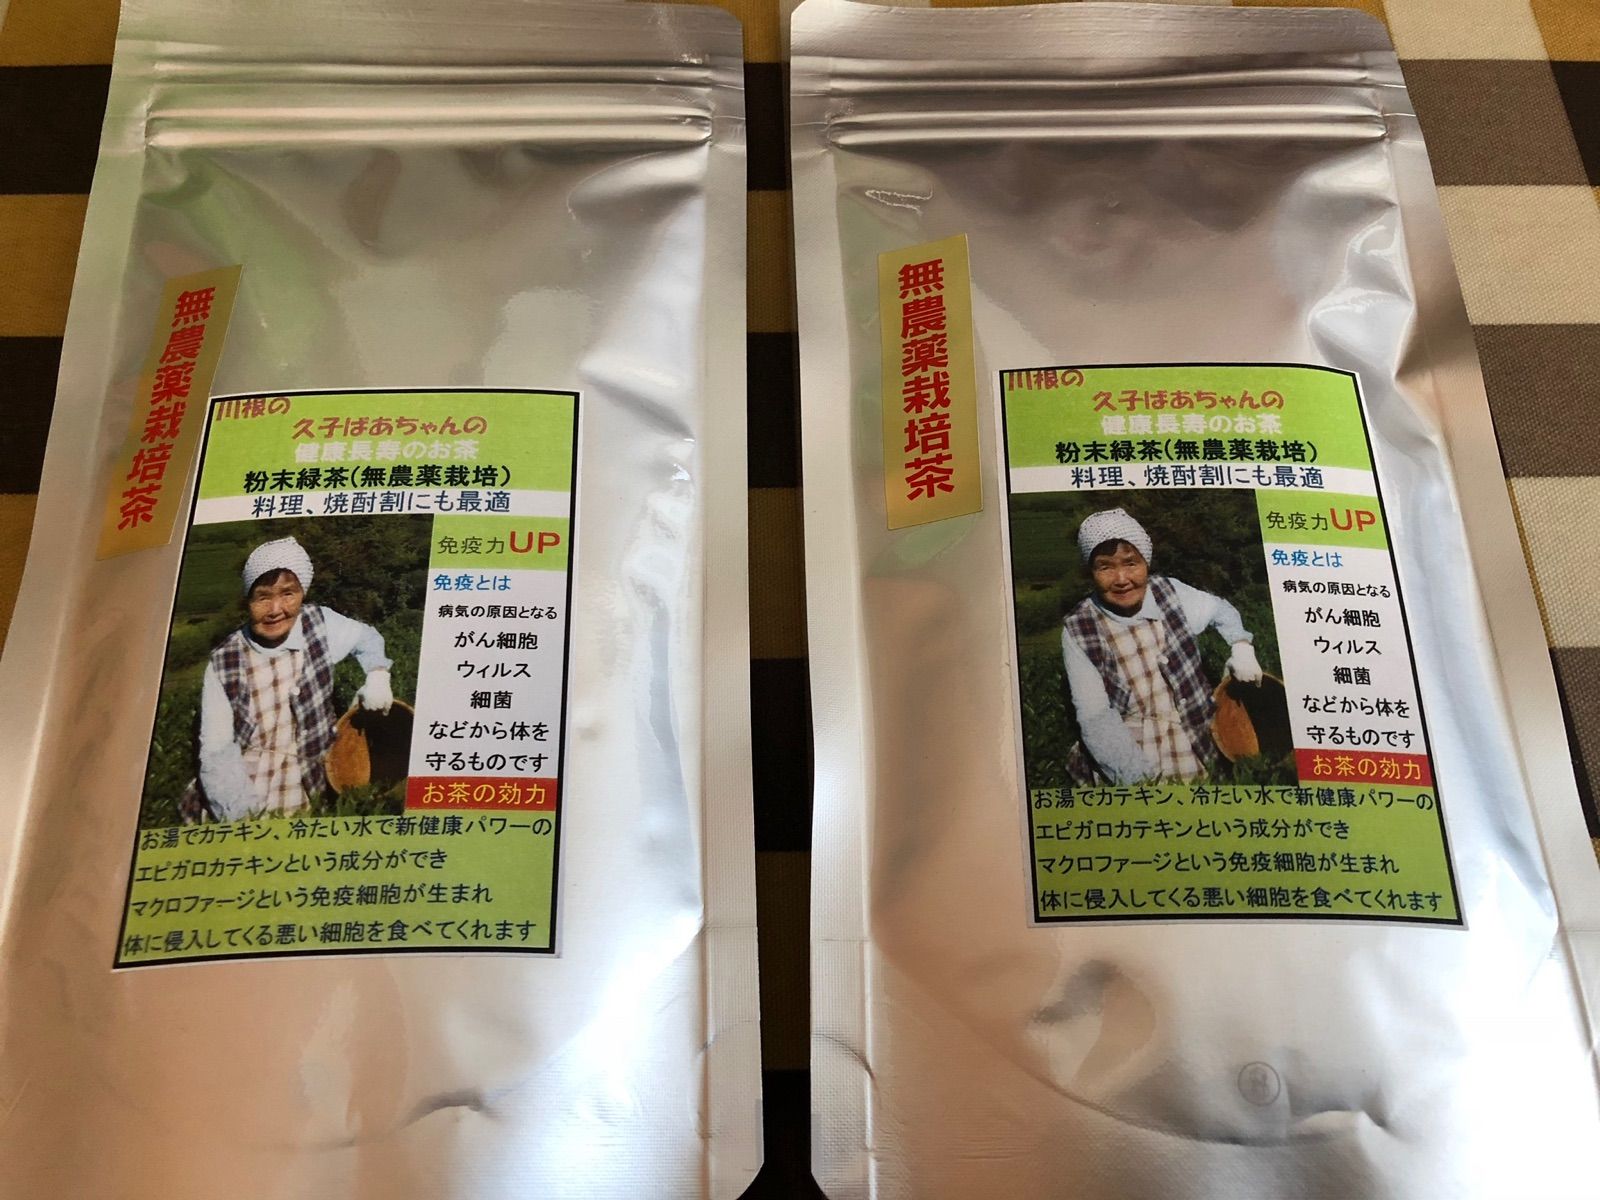 無農薬栽培茶
川根の
久子ばあちゃんの
健康長寿のお茶
粉末緑茶(無農薬栽培)
料理、焼酎割にも最適
免疫力UP
免疫とは
病気の原因となる
がん細胞
ウィルス
細菌
などから体を
守るものです
お茶の効力
お湯でカテキン、冷たい水で新健康パワーの
エピガロカテキンという成分ができ
マクロファージという免疫細胞が生まれ
体に侵入してくる悪い細胞を食べてくれます
無農薬栽培茶
川根の
久子ばあちゃんの
健康長寿のお茶
粉末緑茶(無農薬栽培)
料理、焼酎割にも最適
免疫力UP
免疫とは
病気の原因となる
がん細胞
ウィルス
細菌
などから体を
守るものです
お茶の効力
お湯でカテキン、冷たい水で新健康パワーの
エピガロカテキンという成分ができ
マクロファージという免疫細胞が生まれ
体に侵入してくる悪い細胞を食べてくれます